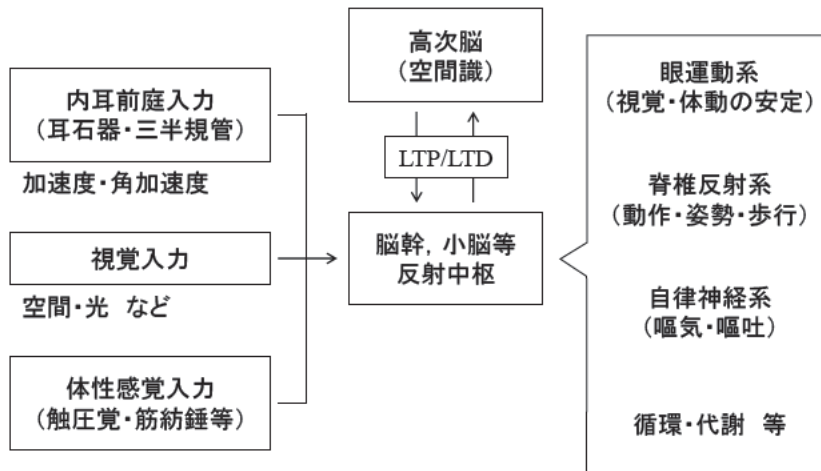 内耳前庭入力
(耳石器・三半規管)
加速度・角加速度
視覚入力
空間・光 など
体性感覚入力
(触圧覚・筋紡錘等)
高次脳
(空間識)
LTP/LTD
脳幹, 小脳等
反射中枢
眼運動系
(視覚・体動の安定)
脊椎反射系
(動作・姿勢・歩行)
自律神経系
(嘔気・嘔吐)
循環・代謝 等